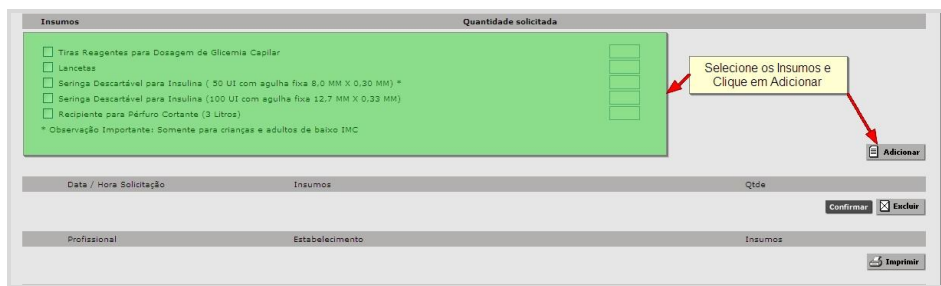 Insumos Quantidade solicitada
Tiras Reagentes para Dosagem de Glicemia Capilar
Lancetas
Seringa Descartável para Insulina ( 50 UI com agulha fixa 8,0 MM X 0,30 MM) *
Seringa Descartável para Insulina (100 UI com agulha fixa 12,7 MM X 0,33 MM)
Recipiente para Pérfuro Cortante (3 Litros)
* Observação Importante: Somente para crianças e adultos de baixo IMC
Selecione os Insumos e
Clique em Adicionar
Adicionar
Data / Hora Solicitação Insumos Qtde
Confirmar Excluir
Profissional Estabelecimento Insumos
Imprimir